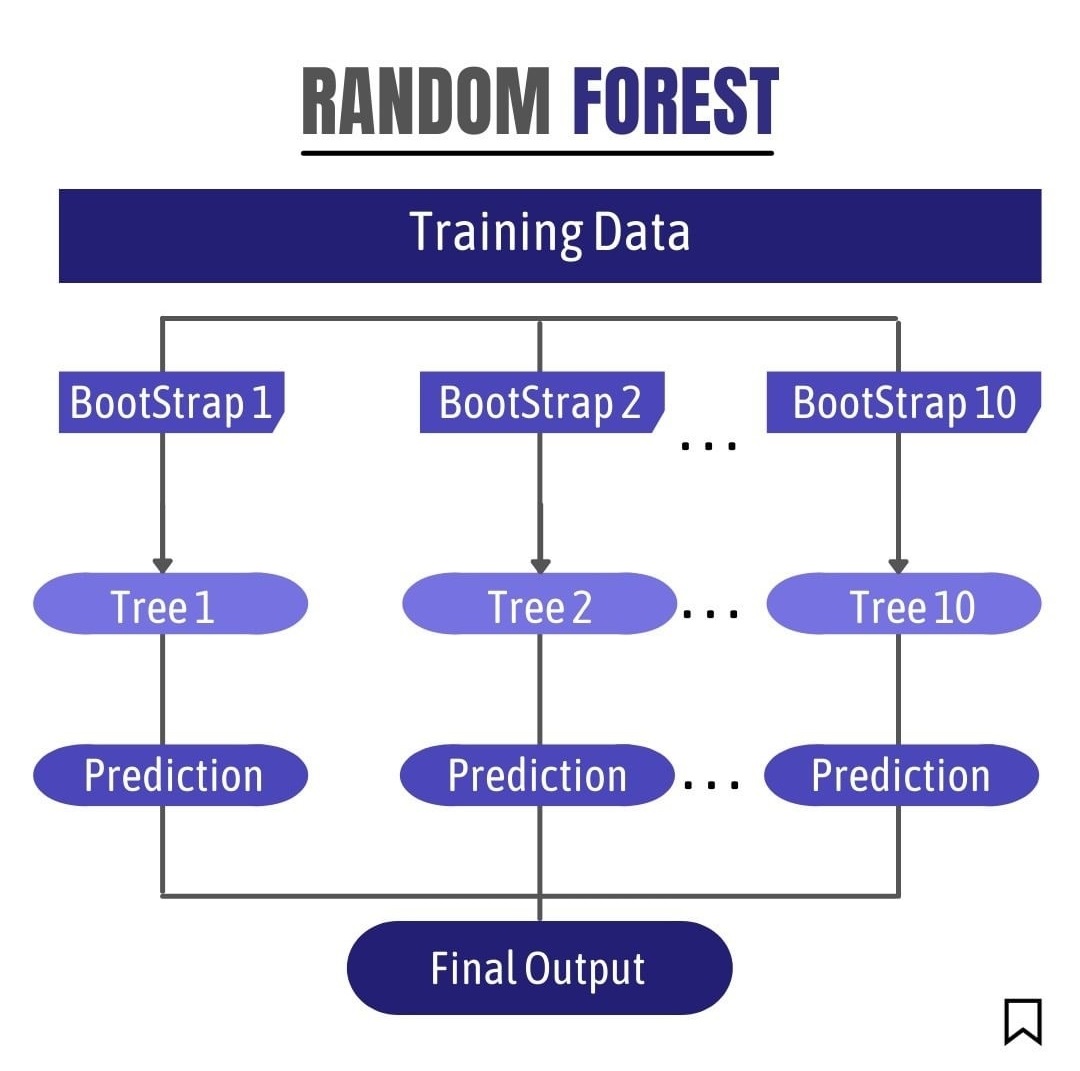 RANDOM FOREST
Training Data
BootStrap 1 BootStrap 2 ... BootStrap 10
Tree 1 Tree 2 ... Tree 10
Prediction Prediction ... Prediction
Final Output